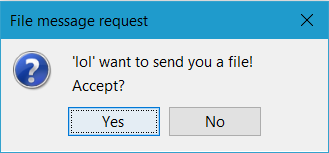 File message request
'lol' want to send you a file!
Accept?
Yes No